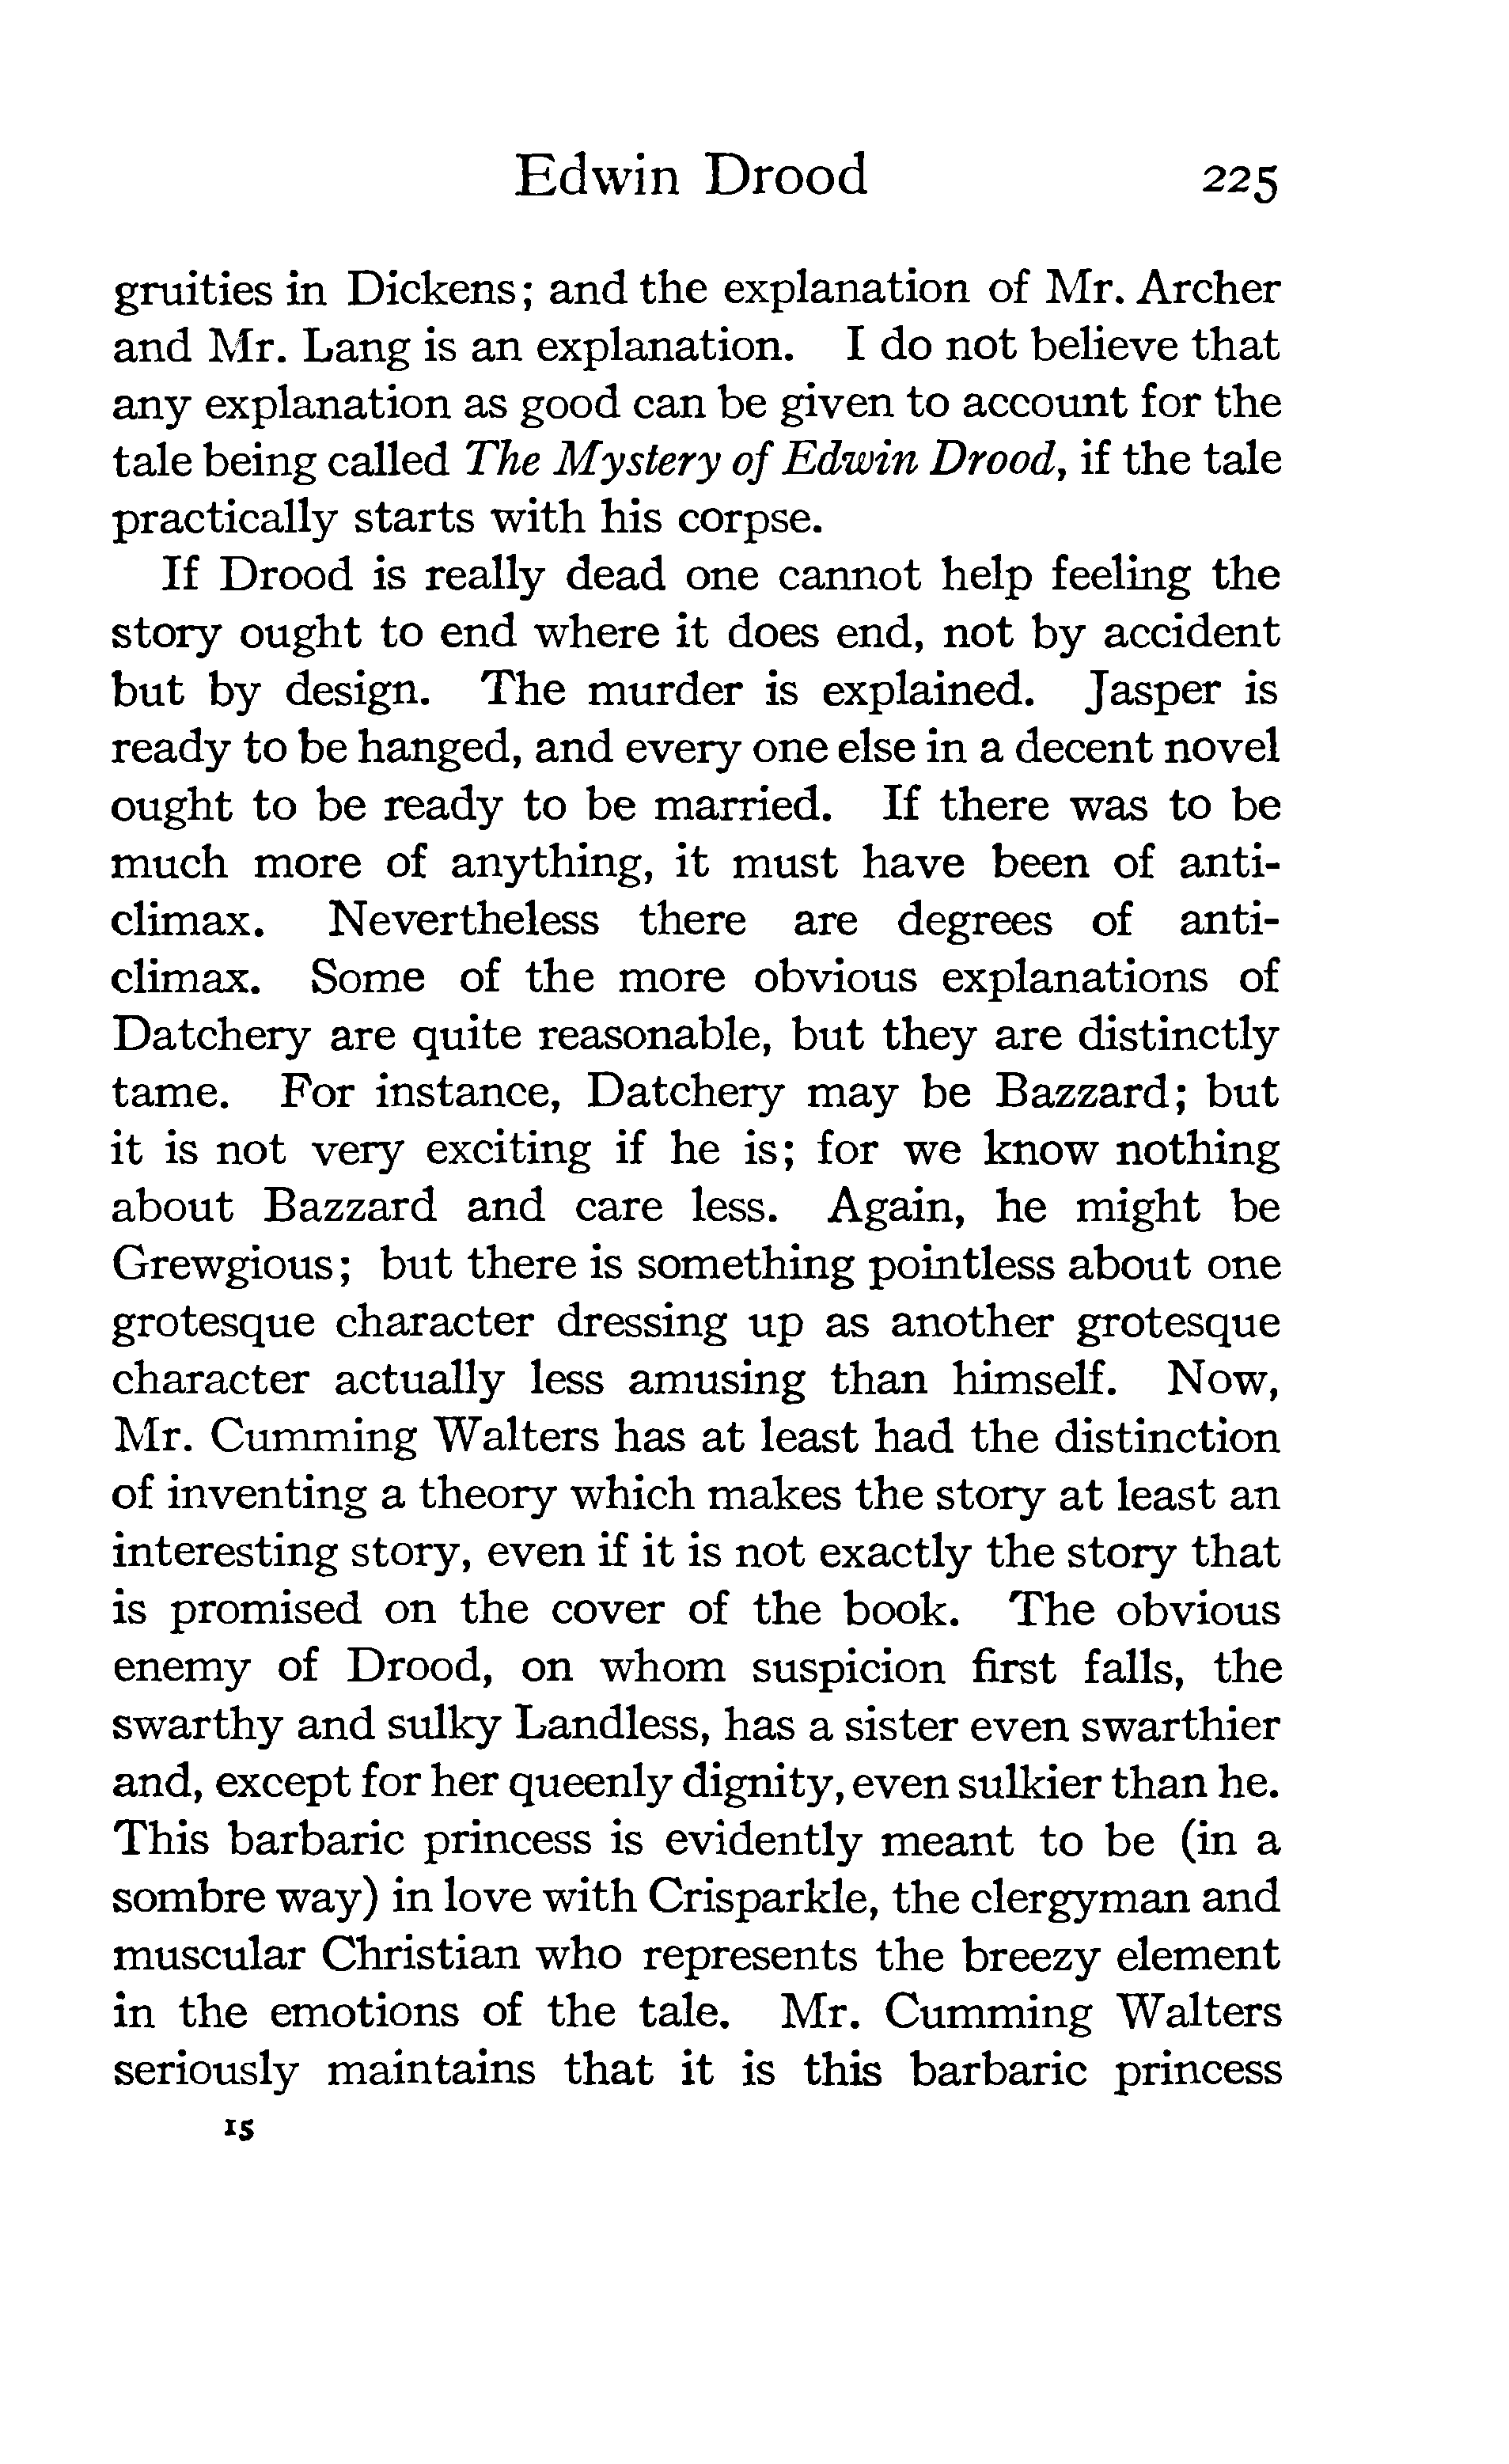 Edwin Drood 225
gruities in Dickens; and the explanation of Mr. Archer
and Mr. Lang is an explanation. I do not believe that
any explanation as good can be given to account for the
tale being called The Mystery of Edwin Drood, if the tale
practically starts with his corpse.
If Drood is really dead one cannot help feeling the
story ought to end where it does end, not by accident
but by design. The murder is explained. Jasper is
ready to be hanged, and every one else in a decent novel
ought to be ready to be married. If there was to be
much more of anything, it must have been of anti-
climax. Nevertheless there are degrees of anti-
climax. Some of the more obvious explanations of
Datchery are quite reasonable, but they are distinctly
tame. For instance, Datchery may be Bazzard; but
it is not very exciting if he is; for we know nothing
about Bazzard and care less. Again, he might be
Grewgious; but there is something pointless about one
grotesque character dressing up as another grotesque
character actually less amusing than himself. Now,
Mr. Cumming Walters has at least had the distinction
of inventing a theory which makes the story at least an
interesting story, even if it is not exactly the story that
is promised on the cover of the book. The obvious
enemy of Drood, on whom suspicion first falls, the
swarthy and sulky Landless, has a sister even swarthier
and, except for her queenly dignity, even sulkier than he.
This barbaric princess is evidently meant to be (in a
sombre way) in love with Crisparkle, the clergyman and
muscular Christian who represents the breezy element
in the emotions of the tale. Mr. Cumming Walters
seriously maintains that it is this barbaric princess
15